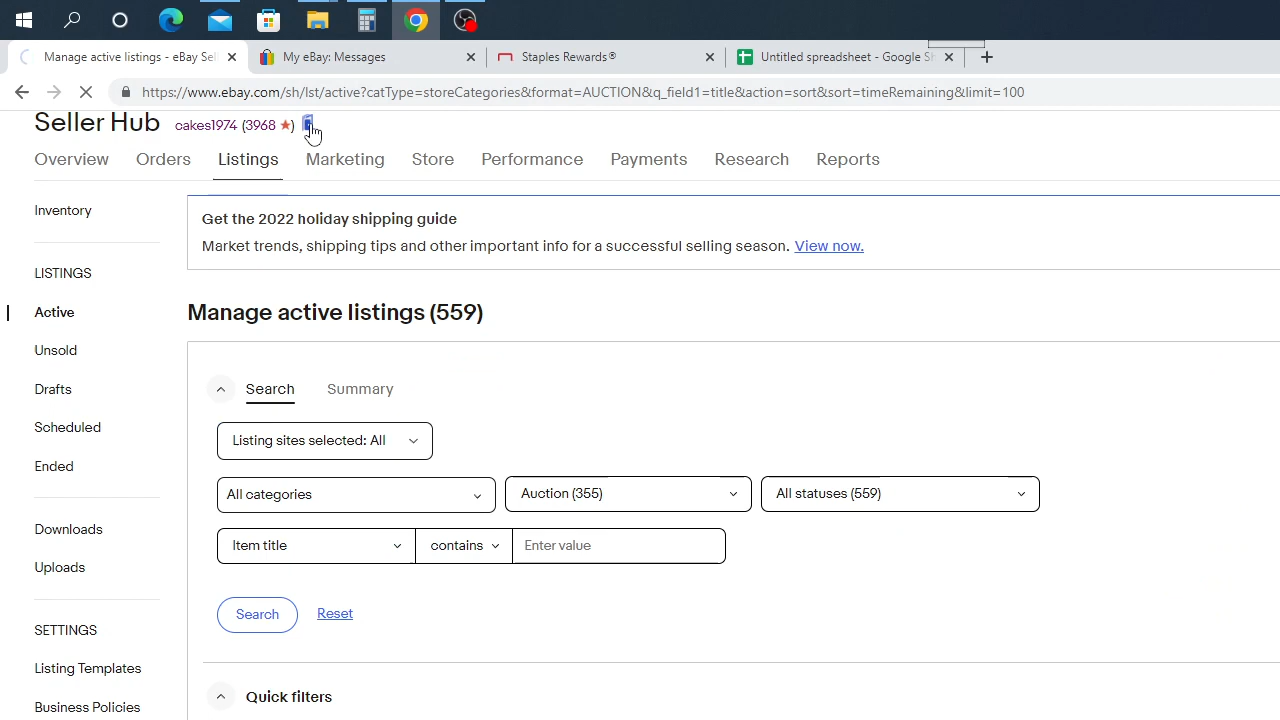 Manage active listings - eBay Sel
My eBay: Messages
Staples Rewards®
Untitled spreadsheet - Google Sh
https://www.ebay.com/sh/lst/active?catType=storeCategories&format=AUCTION&q_field1=title&action=sort&sort=timeRemaining&limit=100
Seller Hub cakes1974 (3968 ★)
Overview Orders Listings Marketing Store Performance Payments Research Reports
Inventory
LISTINGS
Active
Unsold
Drafts
Scheduled
Ended
Downloads
Uploads
SETTINGS
Listing Templates
Business Policies
Get the 2022 holiday shipping guide
Market trends, shipping tips and other important info for a successful selling season. View now.
Manage active listings (559)
Search Summary
Listing sites selected: All
All categories Auction (355) All statuses (559)
Item title contains Enter value
Search Reset
Quick filters